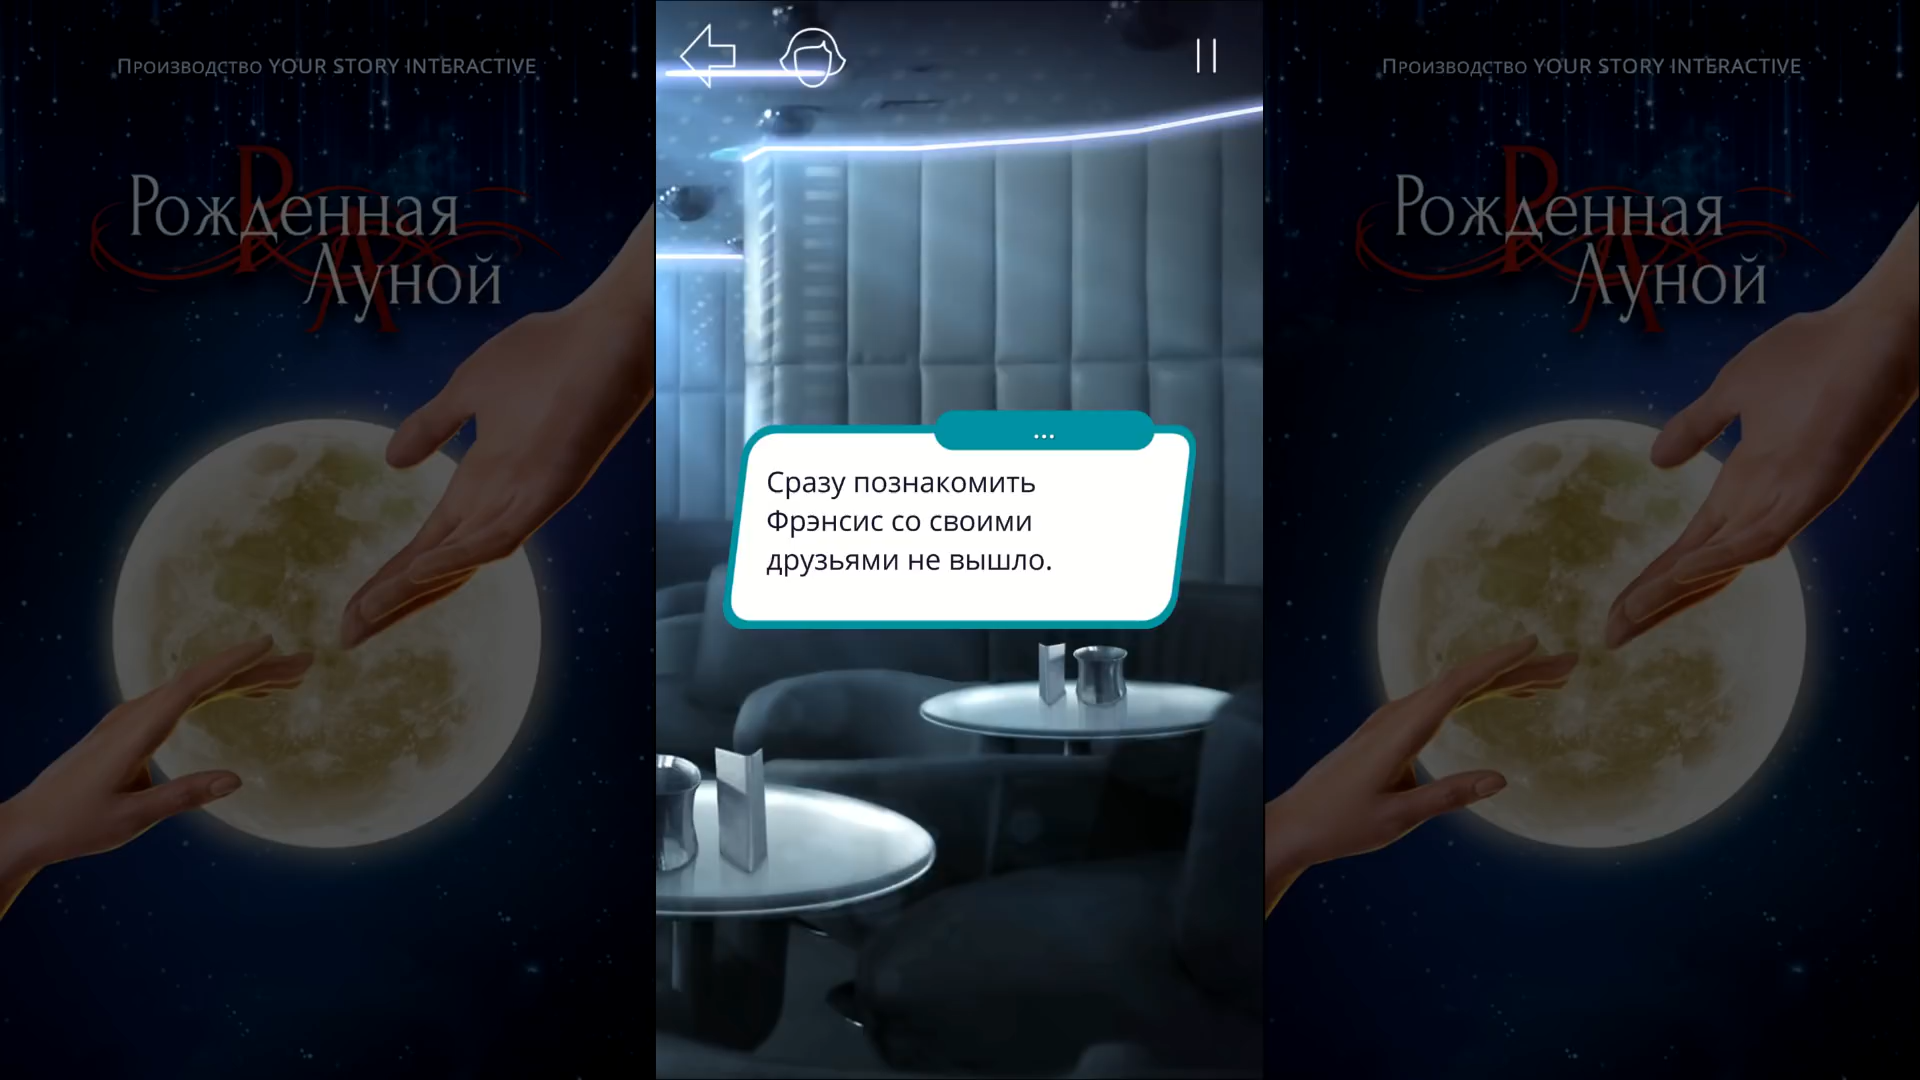 Производство YOUR STORY INTERACTIVE
Рожденная
Луной
...
Сразу познакомить
Фрэнсис со своими
друзьями не вышло.
Производство YOUR STORY INTERACTIVE
Рожденная
Луной